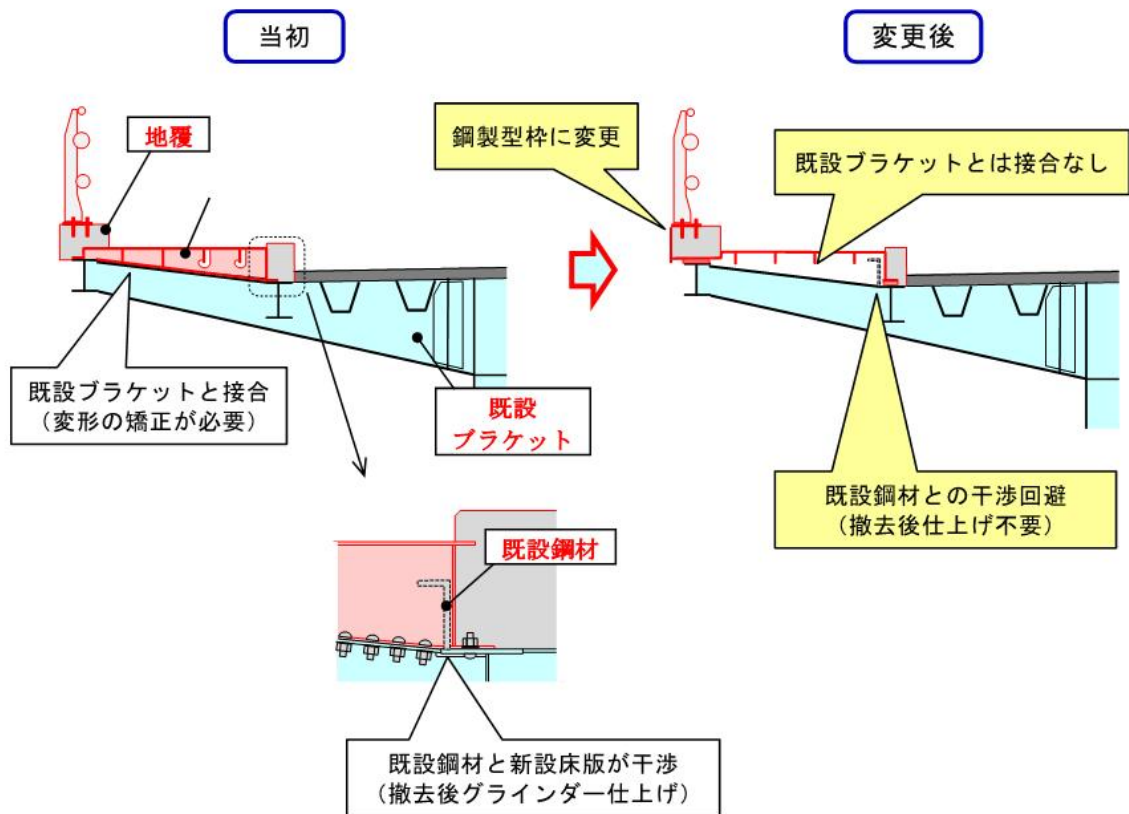 当初
変更後
地覆
鋼製型枠に変更
既設ブラケットとは接合なし
既設ブラケットと接合
（変形の矯正が必要）
既設
ブラケット
既設鋼材との干渉回避
（撤去後仕上げ不要）
既設鋼材
既設鋼材と新設床版が干渉
（撤去後グラインダー仕上げ）